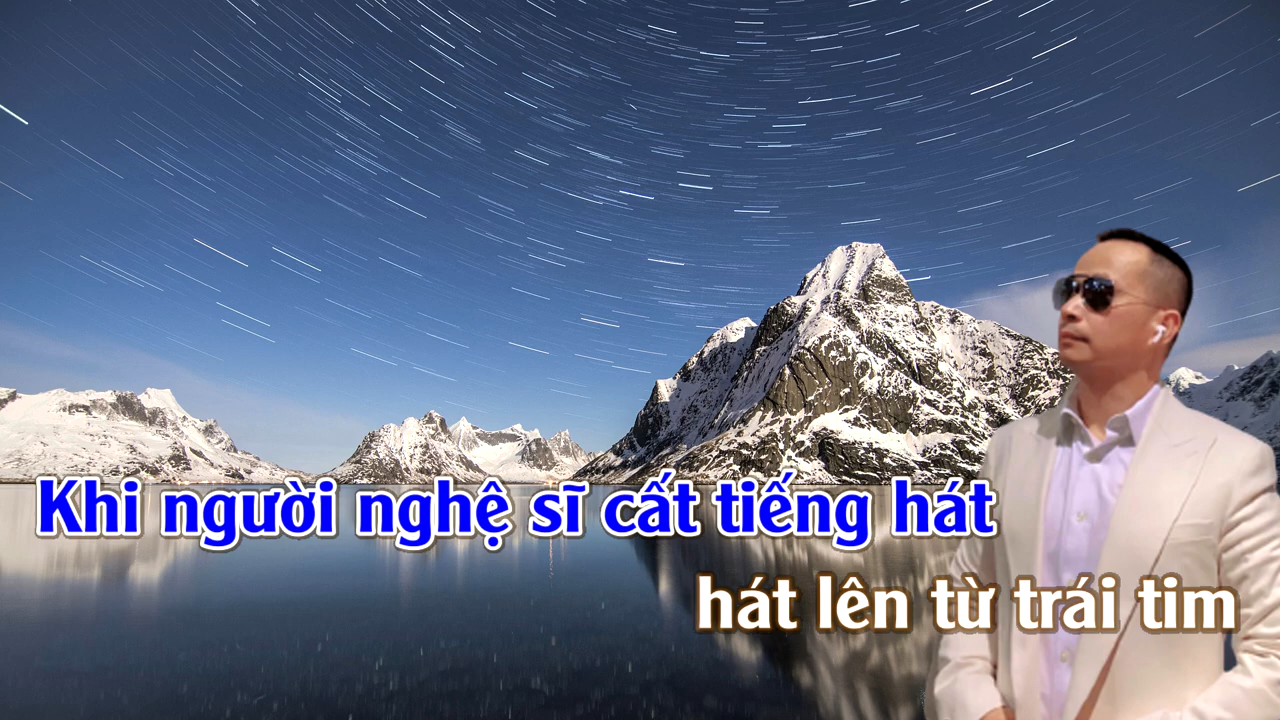 Khi người nghệ sĩ cất tiếng hát
hát lên từ trái tim